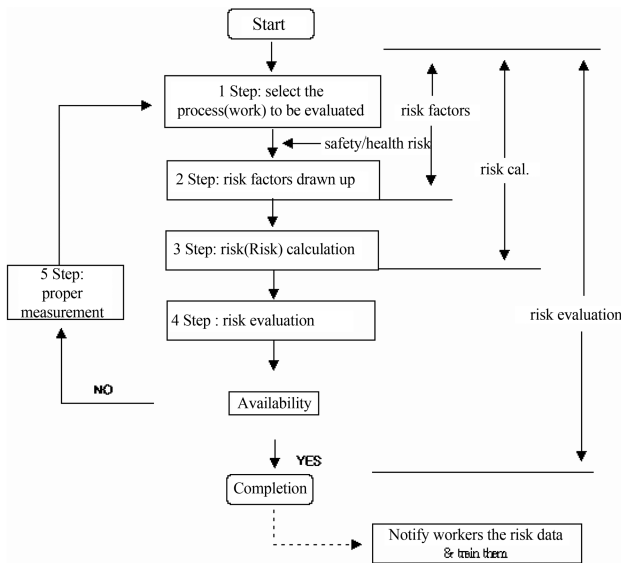 Start
1 Step: select the
process(work) to be evaluated
safety/health risk
2 Step: risk factors drawn up
3 Step: risk(Risk) calculation
4 Step : risk evaluation
5 Step:
proper
measurement
NO
Availability
YES
Completion
Notify workers the risk data
& train them
risk factors
risk cal.
risk evaluation